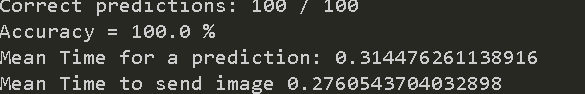 Correct predictions: 100 / 100
Accuracy = 100.0 %
Mean Time for a prediction: 0.314476261138916
Mean Time to send image 0.2760543704032898